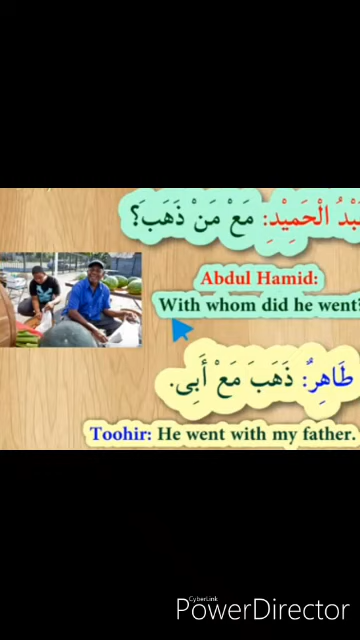 بْدُ الْحَمِيْدِ: مَعْ مَنْ ذَهَبَ؟
Abdul Hamid:
With whom did he went?
طَاهِرٌ: ذَهَبَ مَعْ أَبِى.
Toohir: He went with my father.
CyberLink
PowerDirector